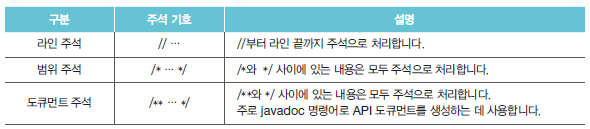 구분 주석 기호 설명
라인 주석 // … //부터 라인 끝까지 주석으로 처리합니다.
범위 주석 /* … */ /*와 */ 사이에 있는 내용은 모두 주석으로 처리합니다.
도큐먼트 주석 /** … */ /**와 */ 사이에 있는 내용은 모두 주석으로 처리합니다.
주로 javadoc 명령어로 API 도큐먼트를 생성하는 데 사용합니다.